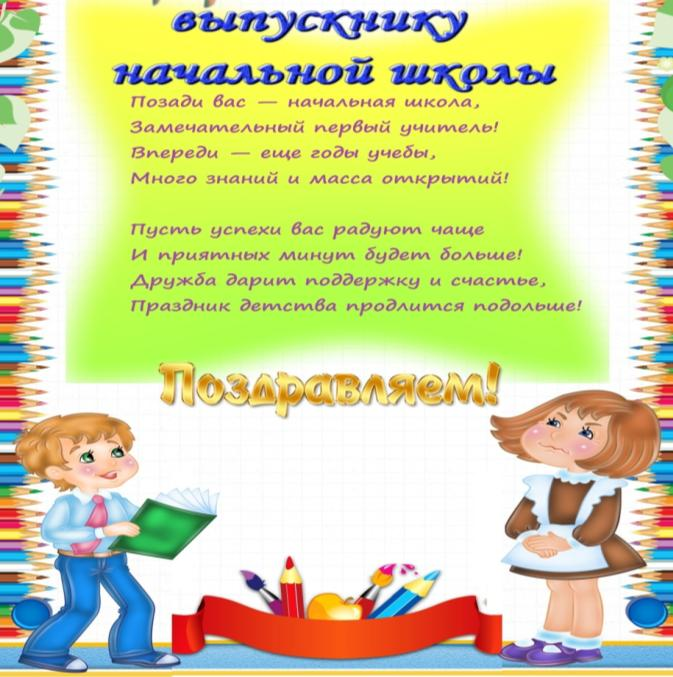 выпускнику
начальной школы
Позади вас — начальная школа,
Замечательный первый учитель!
Впереди — еще годы учебы,
Много знаний и масса открытий!
Пусть успехи вас радуют чаще
И приятных минут будет больше!
Дружба дарит поддержку и счастье,
Праздник детства продлится подольше!
Поздравляем!